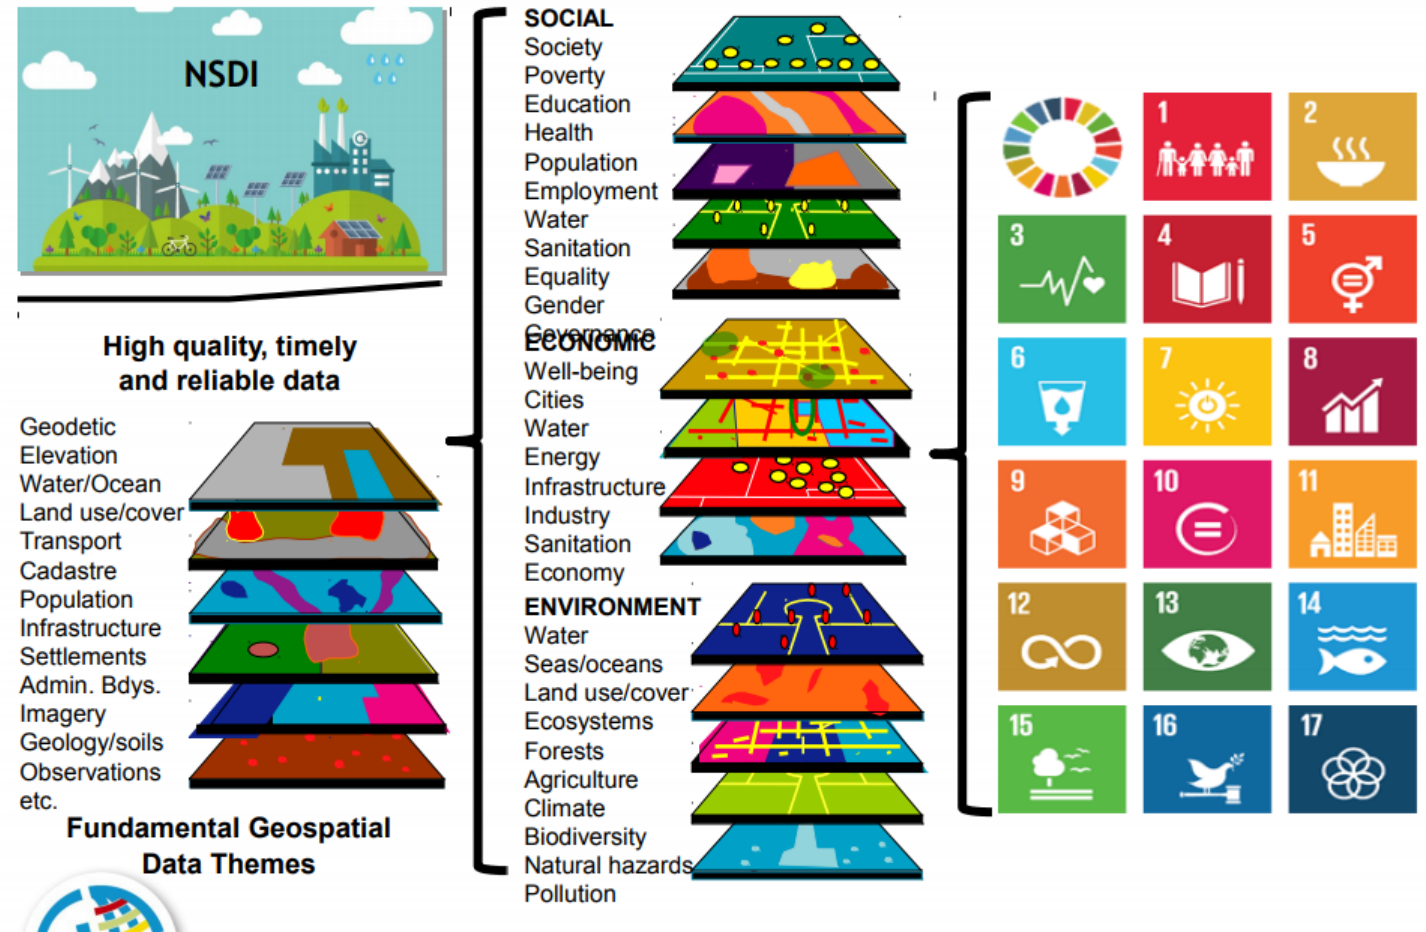 NSDI
High quality, timely
and reliable data
Geodetic
Elevation
Water/Ocean
Land use/cover
Transport
Cadastre
Population
Infrastructure
Settlements
Admin. Bdys.
Imagery
Geology/soils
Observations
etc.
Fundamental Geospatial
Data Themes
SOCIAL
Society
Poverty
Education
Health
Population
Employment
Water
Sanitation
Equality
Gender
Governance
ECONOMIC
Well-being
Cities
Water
Energy
Infrastructure
Industry
Sanitation
Economy
ENVIRONMENT
Water
Seas/oceans
Land use/cover
Ecosystems
Forests
Agriculture
Climate
Biodiversity
Natural hazards
Pollution
1
2
3
4
5
6
7
8
9
10
11
12
13
14
15
16
17